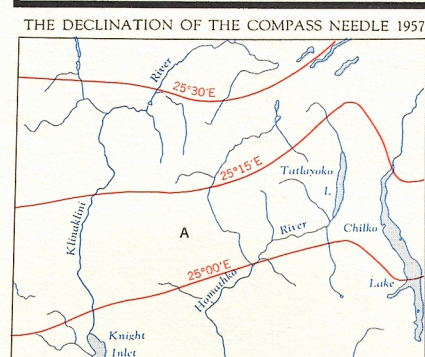 THE DECLINATION OF THE COMPASS NEEDLE 1957
River
25°30'E
25°15'E
Tatlayoko
L
Klinaklini
A
River
Chilko
25°00'E
Homathko
Lake
Knight
Inlet